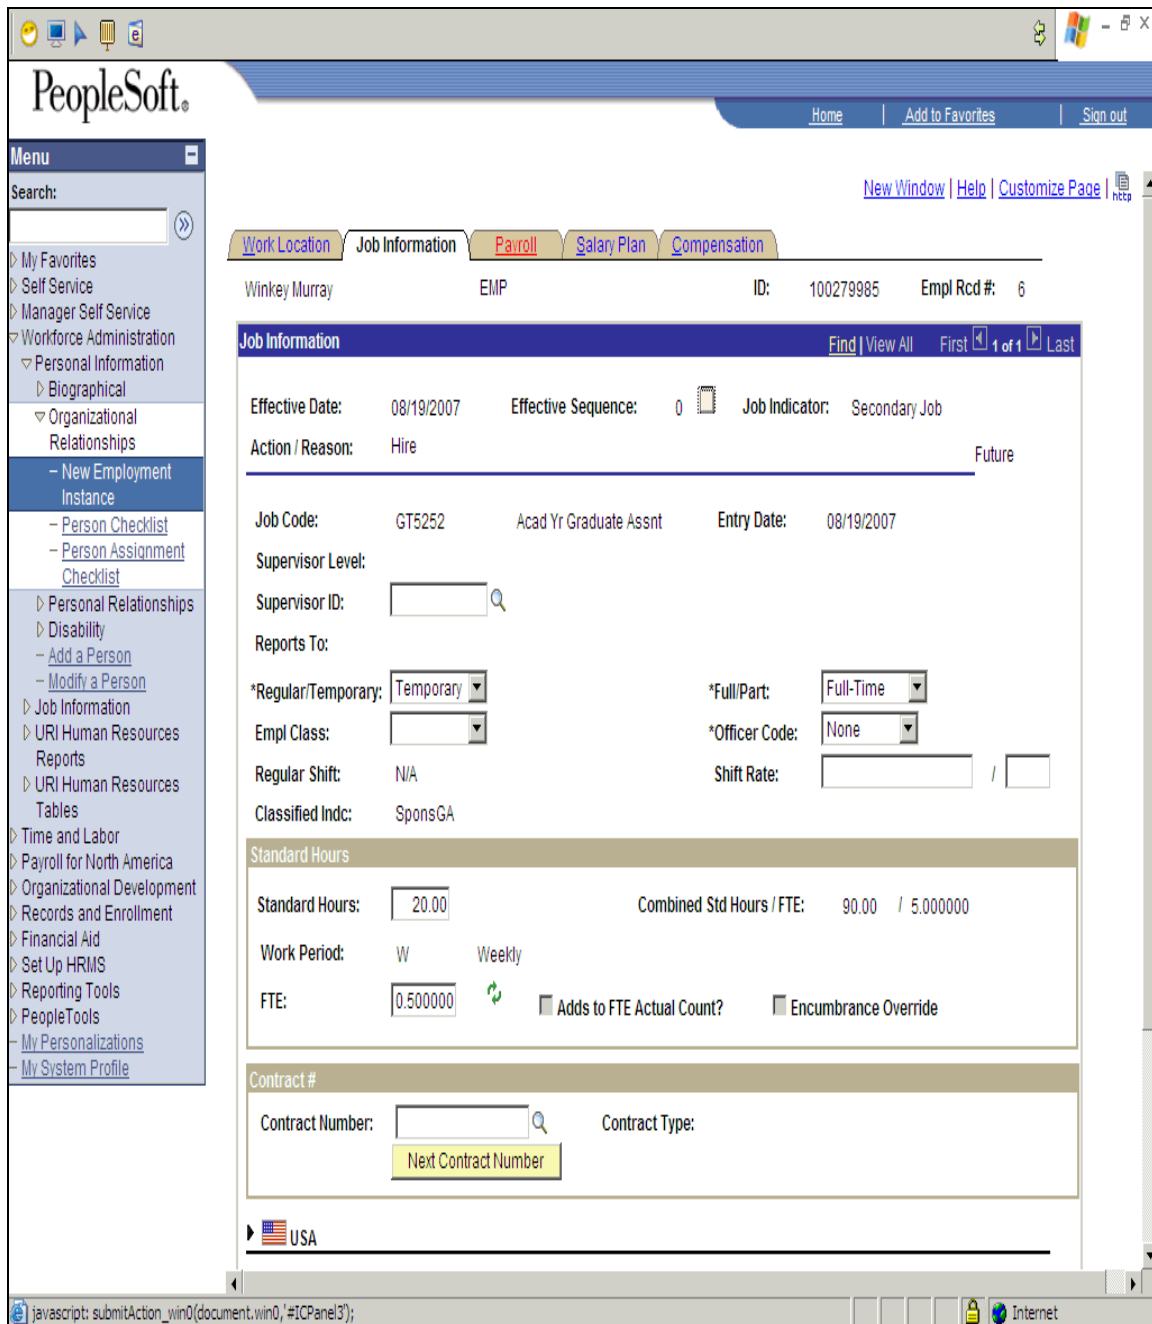 PeopleSoft®
Home | Add to Favorites | Sign out
Menu
Search:
My Favorites
Self Service
Manager Self Service
Workforce Administration
Personal Information
Biographical
Organizational
Relationships
– New Employment
Instance
– Person Checklist
– Person Assignment
Checklist
Personal Relationships
Disability
– Add a Person
– Modify a Person
Job Information
URI Human Resources
Reports
URI Human Resources
Tables
Time and Labor
Payroll for North America
Organizational Development
Records and Enrollment
Financial Aid
Set Up HRMS
Reporting Tools
PeopleTools
– My Personalizations
– My System Profile
New Window | Help | Customize Page | http
Work Location Job Information Payroll Salary Plan Compensation
Winkey Murray EMP ID: 100279985 Empl Rcd #: 6
Job Information Find | View All First 1 of 1 Last
Effective Date: 08/19/2007 Effective Sequence: 0 Job Indicator: Secondary Job
Action / Reason: Hire
Future
Job Code: GT5252 Acad Yr Graduate Assnt Entry Date: 08/19/2007
Supervisor Level:
Supervisor ID:
Reports To:
*Regular/Temporary: Temporary *Full/Part: Full-Time
Empl Class: *Officer Code: None
Regular Shift: N/A Shift Rate: /
Classified Indc: SponsGA
Standard Hours
Standard Hours: 20.00 Combined Std Hours / FTE: 90.00 / 5.000000
Work Period: W Weekly
FTE: 0.500000 Adds to FTE Actual Count? Encumbrance Override
Contract #
Contract Number: Contract Type:
Next Contract Number
USA
javascript: submitAction_win0(document.win0,'#ICPanel3'); Internet